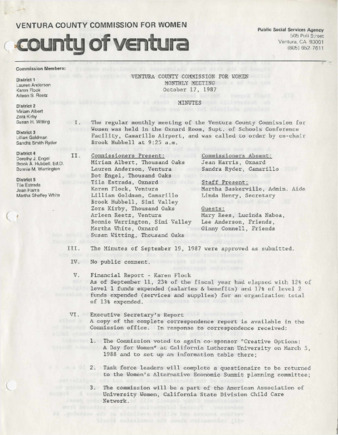 VENTURA COUNTY COMMISSION FOR WOMEN
county of ventura
Public Social Services Agency
505 Poli Street
Ventura, CA 93001
(805) 652-7611
Commission Members:
District 1
Lauren Anderson
Karen Flock
District 2
Miriam Albert
Zora Kirby
Susan H. Witting
District 3
Lilian Goldman
Sandra Smith Ryder
District 4
Dorothy J. Engel
Brook B. Hubbell, Ed.D.
Bonnie M. Warrington
District 5
Tila Estrada
Jean Harris
Martha Shelley White
VENTURA COUNTY COMMISSION FOR WOMEN
MONTHLY MEETING
October 17, 1987
MINUTES
I. The regular monthly meeting of the Ventura County Commission for
Women was held in the Oxnard Room, Supt. of Schools Conference
Facility, Camarillo Airport, and was called to order by co-chair
Brook Hubbell at 9:25 a.m.
II. Commissioners Present:
Miriam Albert, Thousand Oaks
Lauren Anderson, Ventura
Dot Engel, Thousand Oaks
Tila Estrada, Oxnard
Karen Flock, Ventura
Lillian Goldman, Camarillo
Brook Hubbell, Simi Valley
Zora Kirby, Thousand Oaks
Arleen Reetz, Ventura
Bonnie Warrington, Simi Valley
Martha White, Oxnard
Susan Witting, Thousand Oaks
Commissioners Absent:
Jean Harris, Oxnard
Sandra Ryder, Camarillo
Staff Present:
Martha Baskerville, Admin. Aide
Linda Henry, Secretary
Guests:
Mary Reese, Lucinda Habsa,
Lee Anderson, Friends,
Ginny Connell, Friends
III. The Minutes of September 19, 1987 were approved as submitted.
IV. No public consent.
V. Financial Report - Karen Flock
As of September 11, 23% of the fiscal year had elapsed with 12% of
level 1 funds expended (salaries & benefits) and 17% of level 2
funds expended (services and supplies) for an organization total
of 13% expended.
VI. Executive Secretary's Report
A copy of the complete correspondence report is available in the
Commission office. In response to correspondence received:
1. The Commission voted to again co-sponsor "Creative Options:
A Day for Women" at California Lutheran University on March 5,
1988 and to set up an information table there;
2. Task force leaders will complete a questionaire to be returned
to the Women's Alternative Economic Summit planning committee;
3. The commission will be a part of the American Association of
University Women, California State Division Child Care
Network.